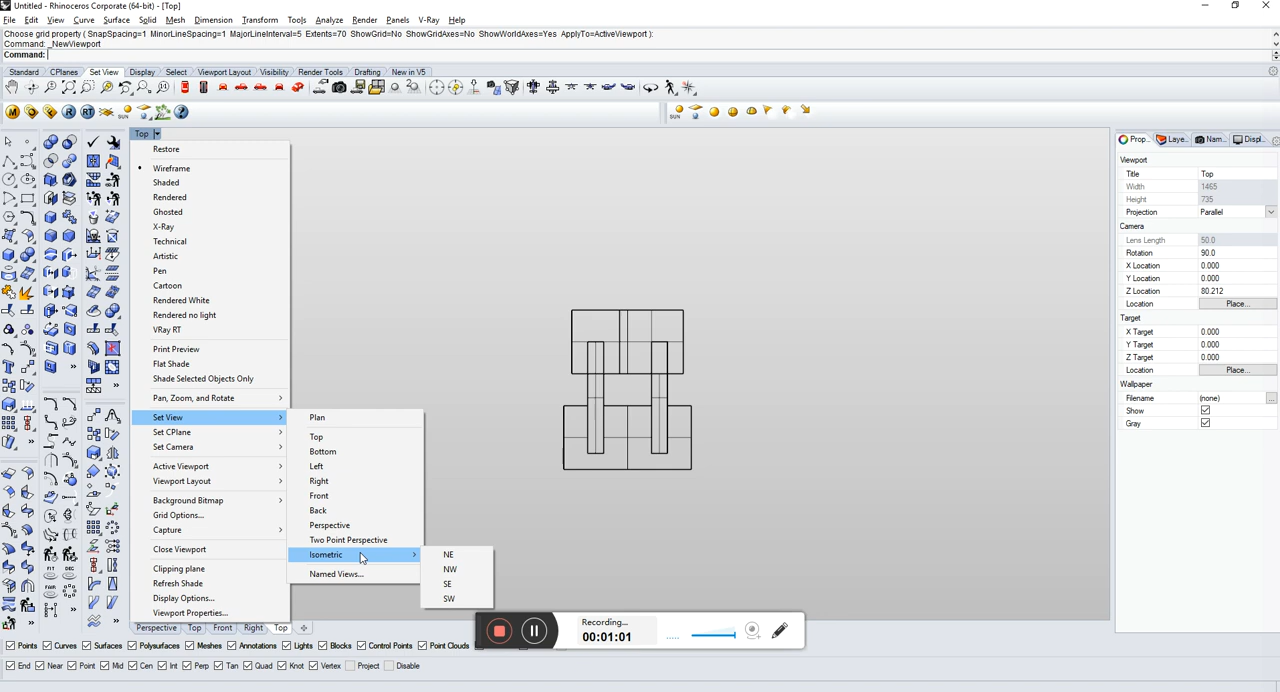 Untitled - Rhinoceros Corporate (64-bit) - [Top]
File Edit View Curve Surface Solid Mesh Dimension Transform Tools Analyze Render Panels V-Ray Help
Choose grid property ( SnapSpacing=1 MinorLineSpacing=1 MajorLineInterval=5 Extents=70 ShowGrid=No ShowGridAxes=No ShowWorldAxes=Yes ApplyTo=ActiveViewport ):
Command: _NewViewport
Command:
Standard CPlanes Set View Display Select Viewport Layout Visibility Render Tools Drafting New in V5
Top
Restore
Wireframe
Shaded
Rendered
Ghosted
X-Ray
Technical
Artistic
Pen
Cartoon
Rendered White
Rendered no light
VRay RT
Print Preview
Flat Shade
Shade Selected Objects Only
Pan, Zoom, and Rotate
Set View
Set CPlane
Set Camera
Active Viewport
Viewport Layout
Background Bitmap
Grid Options...
Capture
Close Viewport
Clipping plane
Refresh Shade
Display Options...
Viewport Properties...
Plan
Top
Bottom
Left
Right
Front
Back
Perspective
Two Point Perspective
Isometric
Named Views...
NE
NW
SE
SW
Prop... Laye... Nam... Displ...
Viewport
Title Top
Width 1465
Height 735
Projection Parallel
Camera
Lens Length 50.0
Rotation 90.0
X Location 0.000
Y Location 0.000
Z Location 80.212
Location Place...
Target
X Target 0.000
Y Target 0.000
Z Target 0.000
Location Place...
Wallpaper
Filename (none) ...
Show
Gray
Perspective Top Front Right Top
Recording...
00:01:01
Points Curves Surfaces Polysurfaces Meshes Annotations Lights Blocks Control Points Point Clouds
End Near Point Mid Cen Int Perp Tan Quad Knot Vertex Project Disable